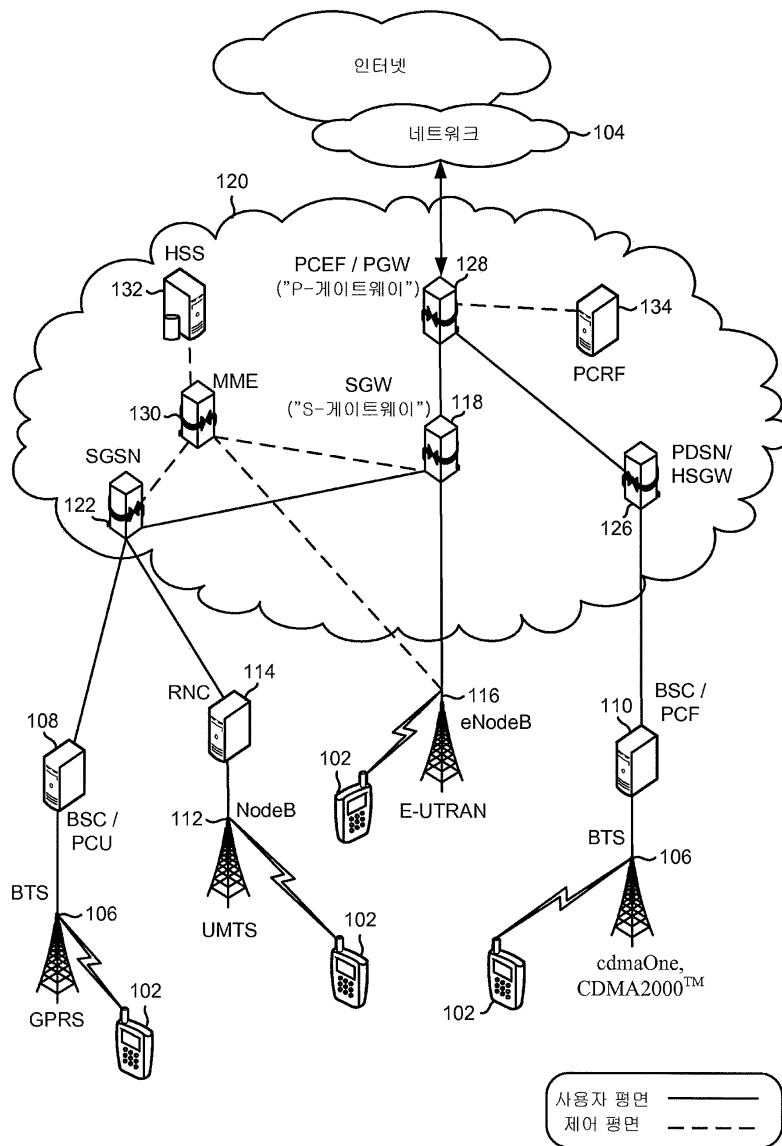 인터넷
네트워크
104
120
HSS
132
PCEF / PGW
("P-게이트웨이")
128
134
PCRF
MME
130
SGW
("S-게이트웨이")
118
SGSN
122
PDSN/
HSGW
126
RNC
114
116
eNodeB
BSC /
PCF
110
108
BSC /
PCU
102
E-UTRAN
112
NodeB
BTS
106
BTS
106
UMTS
102
102
cdmaOne,
CDMA2000™
GPRS
102
사용자 평면
제어 평면